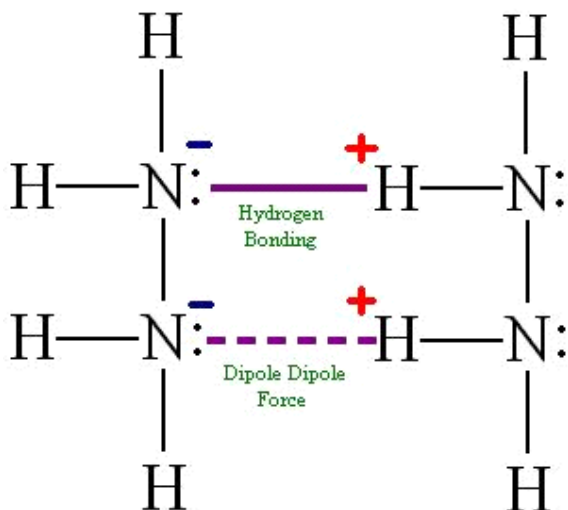 H H
− +
H N: H N:
Hydrogen
Bonding
− +
H N: H N:
Dipole Dipole
Force
H H